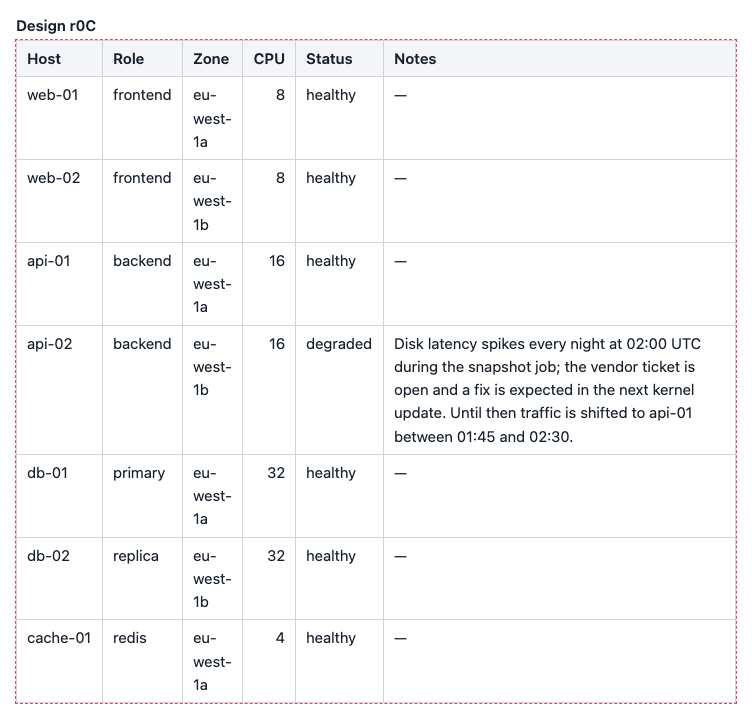 Design r0C
Host Role Zone CPU Status Notes
web-01 frontend eu- 8 healthy —
west-
1a
web-02 frontend eu- 8 healthy —
west-
1b
api-01 backend eu- 16 healthy —
west-
1a
api-02 backend eu- 16 degraded Disk latency spikes every night at 02:00 UTC
west- during the snapshot job; the vendor ticket is
1b open and a fix is expected in the next kernel
update. Until then traffic is shifted to api-01
between 01:45 and 02:30.
db-01 primary eu- 32 healthy —
west-
1a
db-02 replica eu- 32 healthy —
west-
1b
cache-01 redis eu- 4 healthy —
west-
1a